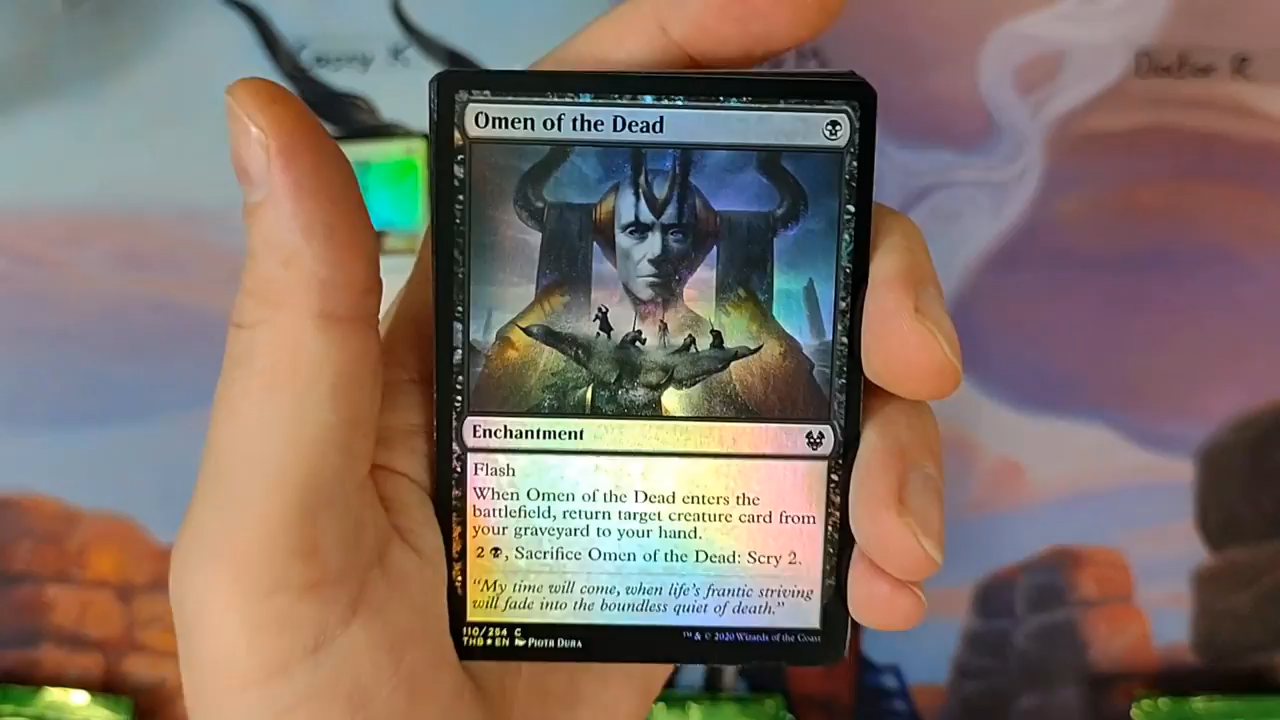 Omen of the Dead
Enchantment
Flash
When Omen of the Dead enters the
battlefield, return target creature card from
your graveyard to your hand.
2, Sacrifice Omen of the Dead: Scry 2.
"My time will come, when life's frantic striving
will fade into the boundless quiet of death."
110/254 C
THB ★ EN Piotr Dura
™ & © 2020 Wizards of the Coast